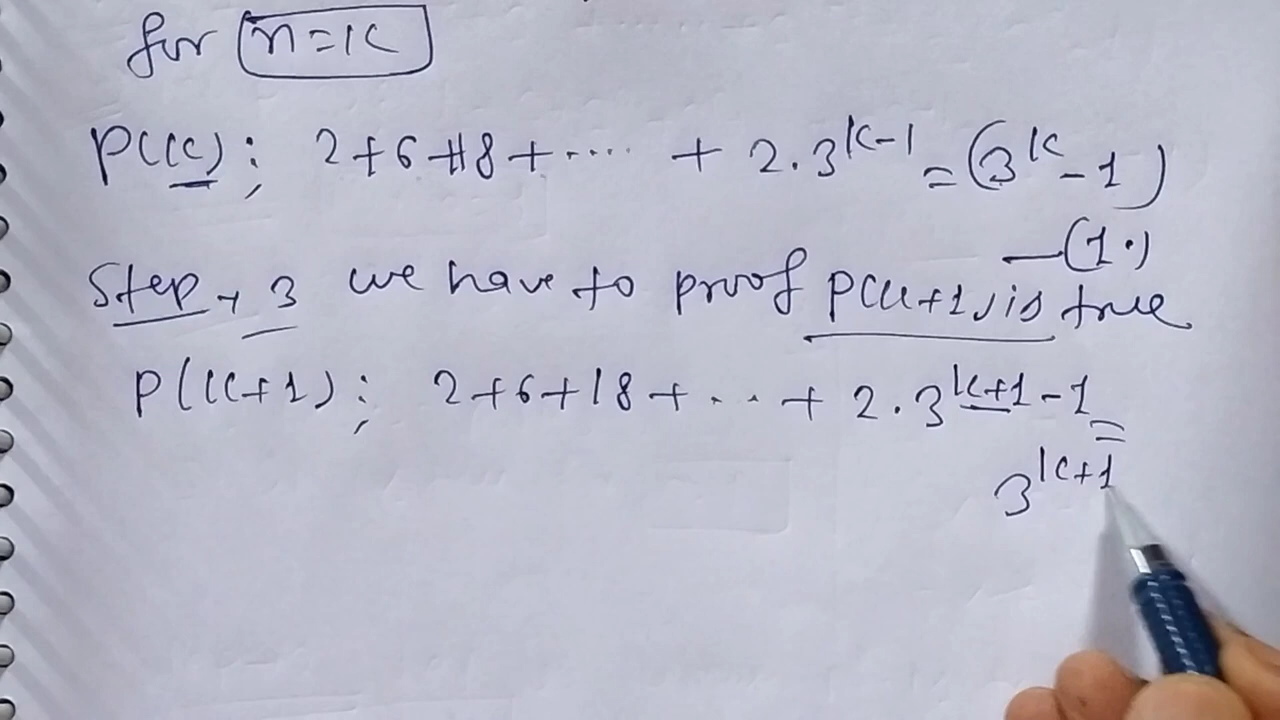 for n=k
P(k); 2+6+18+.... + 2.3^k-1 = (3^k - 1)
—(1.)
Step, 3 we have to proof P(k+1) is true
P(k+1); 2+6+18+...+ 2.3^k+1-1 =
3^k+1